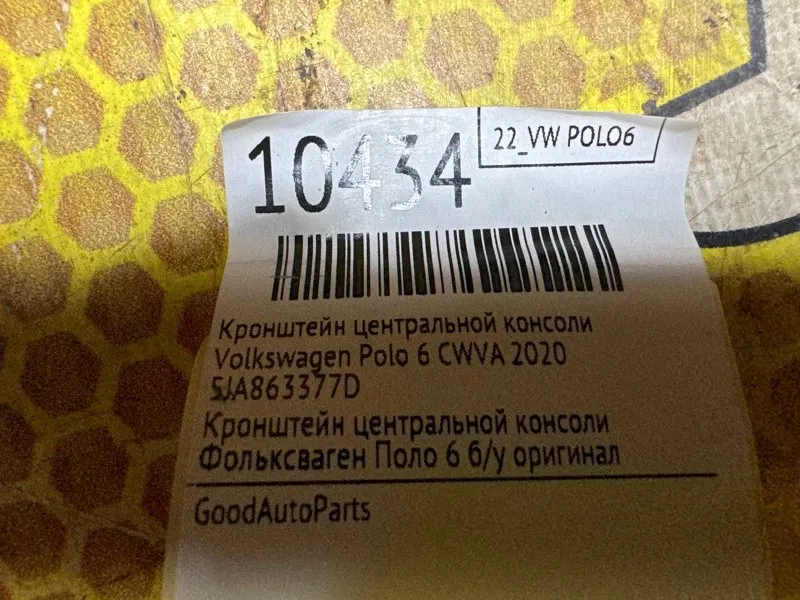 10434
22_VW POLO6
Кронштейн центральной консоли
Volkswagen Polo 6 CWVA 2020
5JA863377D
Кронштейн центральной консоли
Фольксваген Поло 6 б/у оригинал
GoodAutoParts